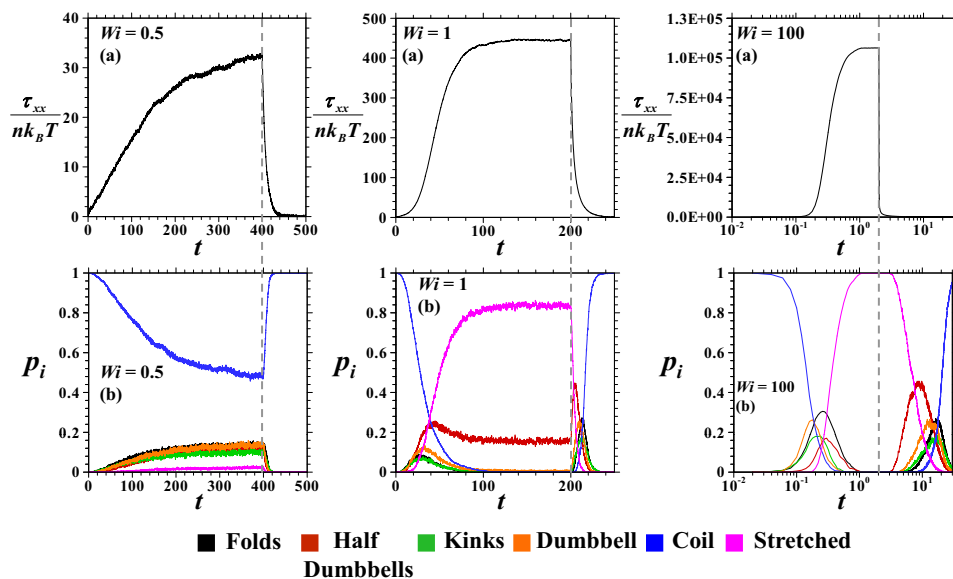 Wi = 0.5
(a)
τxx
nkBT
40
30
20
10
0
0 100 200 300 400 500
t
Wi = 1
(a)
τxx
nkBT
500
400
300
200
100
0
0 100 200
t
Wi = 100
(a)
τxx
nkBT
1.3E+05
1.0E+05
7.5E+04
5.0E+04
2.5E+04
0.0E+00
10-2 10-1 100 101
t
pi
1
0.8
0.6
0.4
0.2
0
Wi = 0.5
(b)
0 100 200 300 400 500
t
pi
1
0.8
0.6
0.4
0.2
0
Wi = 1
(b)
0 100 200
t
pi
1
0.8
0.6
0.4
0.2
0
Wi = 100
(b)
10-2 10-1 100 101
t
Folds Half Kinks Dumbbell Coil Stretched
Dumbbells